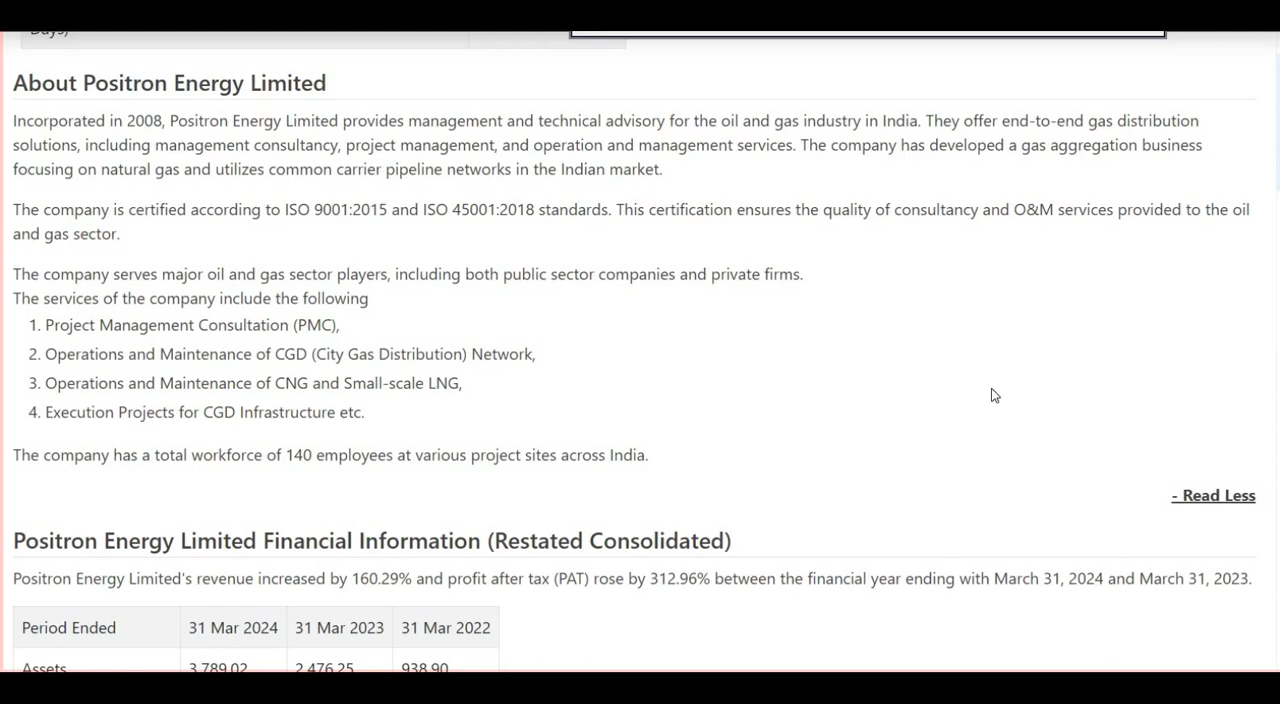 Days)
About Positron Energy Limited
Incorporated in 2008, Positron Energy Limited provides management and technical advisory for the oil and gas industry in India. They offer end-to-end gas distribution
solutions, including management consultancy, project management, and operation and management services. The company has developed a gas aggregation business
focusing on natural gas and utilizes common carrier pipeline networks in the Indian market.
The company is certified according to ISO 9001:2015 and ISO 45001:2018 standards. This certification ensures the quality of consultancy and O&M services provided to the oil
and gas sector.
The company serves major oil and gas sector players, including both public sector companies and private firms.
The services of the company include the following
1. Project Management Consultation (PMC),
2. Operations and Maintenance of CGD (City Gas Distribution) Network,
3. Operations and Maintenance of CNG and Small-scale LNG,
4. Execution Projects for CGD Infrastructure etc.
The company has a total workforce of 140 employees at various project sites across India.
- Read Less
Positron Energy Limited Financial Information (Restated Consolidated)
Positron Energy Limited's revenue increased by 160.29% and profit after tax (PAT) rose by 312.96% between the financial year ending with March 31, 2024 and March 31, 2023.
Period Ended 31 Mar 2024 31 Mar 2023 31 Mar 2022
Assets 3,789.02 2,476.25 938.90